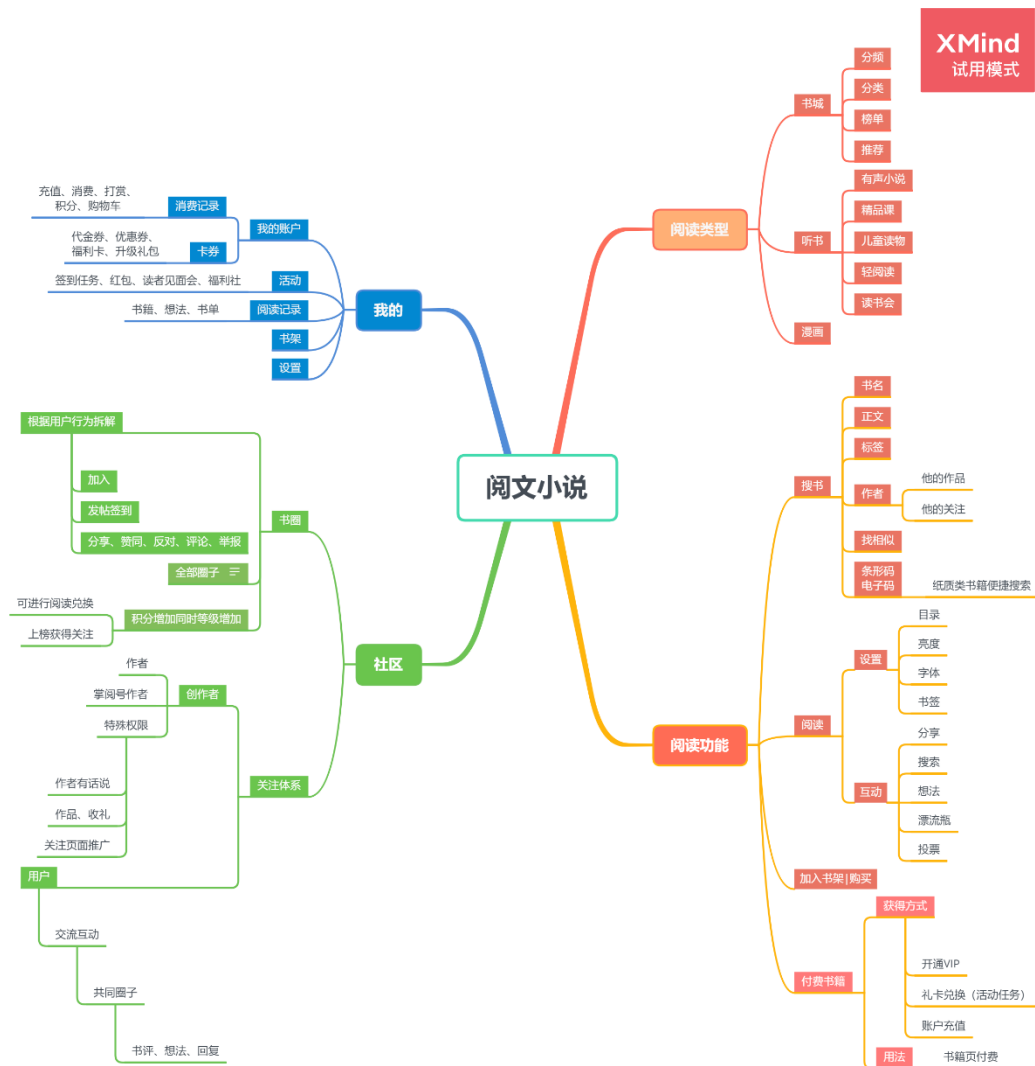 XMind
试用模式
阅文小说
阅读类型
书城
分频
分类
榜单
推荐
听书
有声小说
精品课
儿童读物
轻阅读
读书会
漫画
阅读功能
搜书
书名
正文
标签
作者
他的作品
他的关注
找相似
条形码
电子码
纸质类书籍便捷搜索
阅读
设置
目录
亮度
字体
书签
互动
分享
搜索
想法
漂流瓶
投票
加入书架|购买
付费书籍
获得方式
开通VIP
礼卡兑换（活动任务）
账户充值
用法
书籍页付费
我的
我的账户
消费记录
充值、消费、打赏、
积分、购物车
卡券
代金券、优惠券、
福利卡、升级礼包
活动
签到任务、红包、读者见面会、福利社
阅读记录
书籍、想法、书单
书架
设置
社区
书圈
根据用户行为拆解
加入
发帖签到
分享、赞同、反对、评论、举报
全部圈子
积分增加同时等级增加
可进行阅读兑换
上榜获得关注
关注体系
创作者
作者
掌阅号作者
特殊权限
作者有话说
作品、收礼
关注页面推广
用户
交流互动
共同圈子
书评、想法、回复